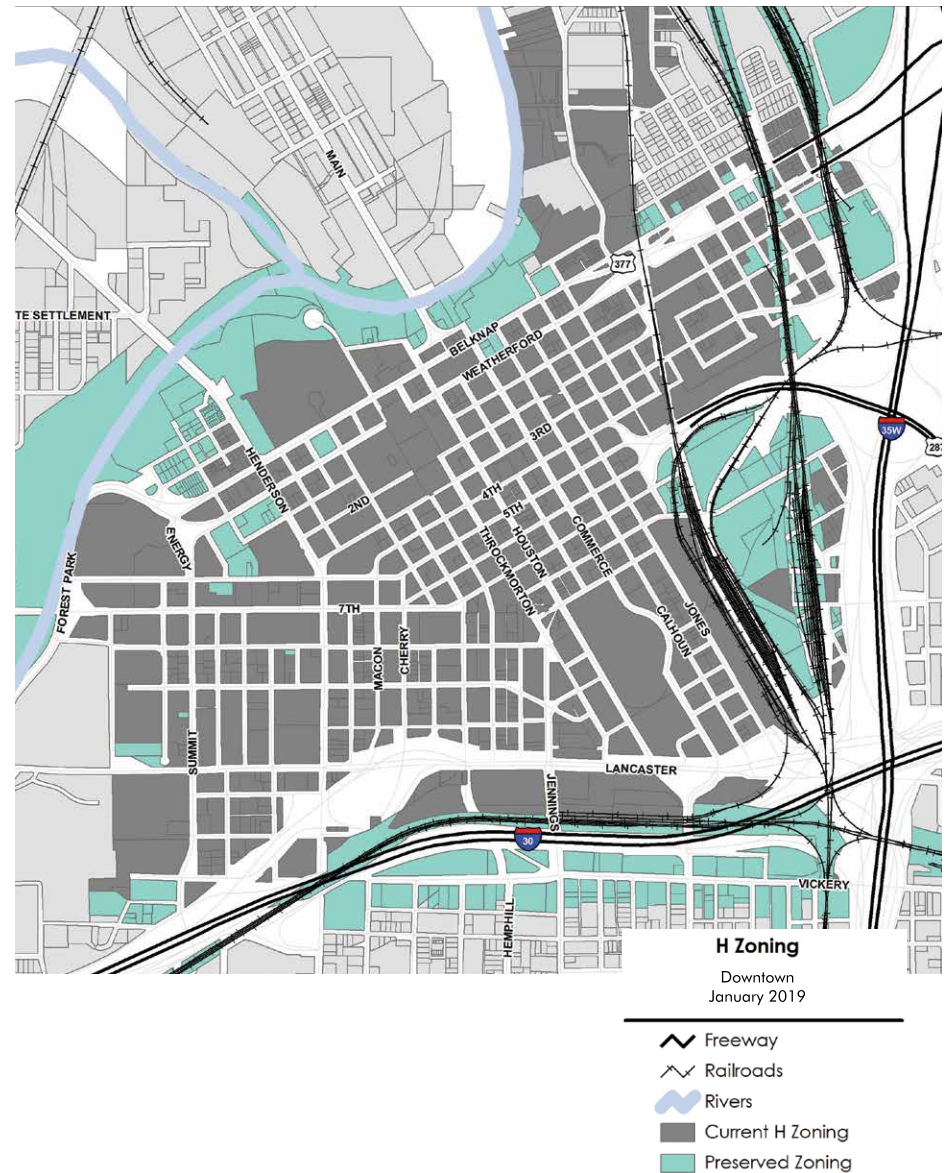 MAIN
377
TE SETTLEMENT
BELKNAP
WEATHERFORD
35W
287
3RD
HENDERSON
2ND
4TH
5TH
ENERGY
THROCKMORTON
HOUSTON
COMMERCE
FOREST PARK
7TH
MACON
CHERRY
CALHOUN
JONES
SUMMIT
LANCASTER
JENNINGS
30
VICKERY
HEMPHILL
H Zoning
Downtown
January 2019
Freeway
Railroads
Rivers
Current H Zoning
Preserved Zoning